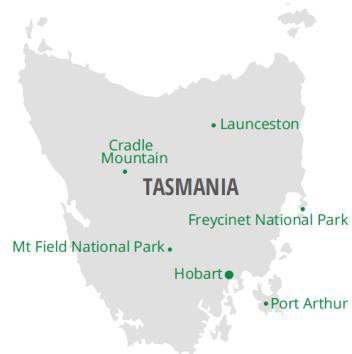 Launceston
Cradle
Mountain
TASMANIA
Freycinet National Park
Mt Field National Park
Hobart
Port Arthur